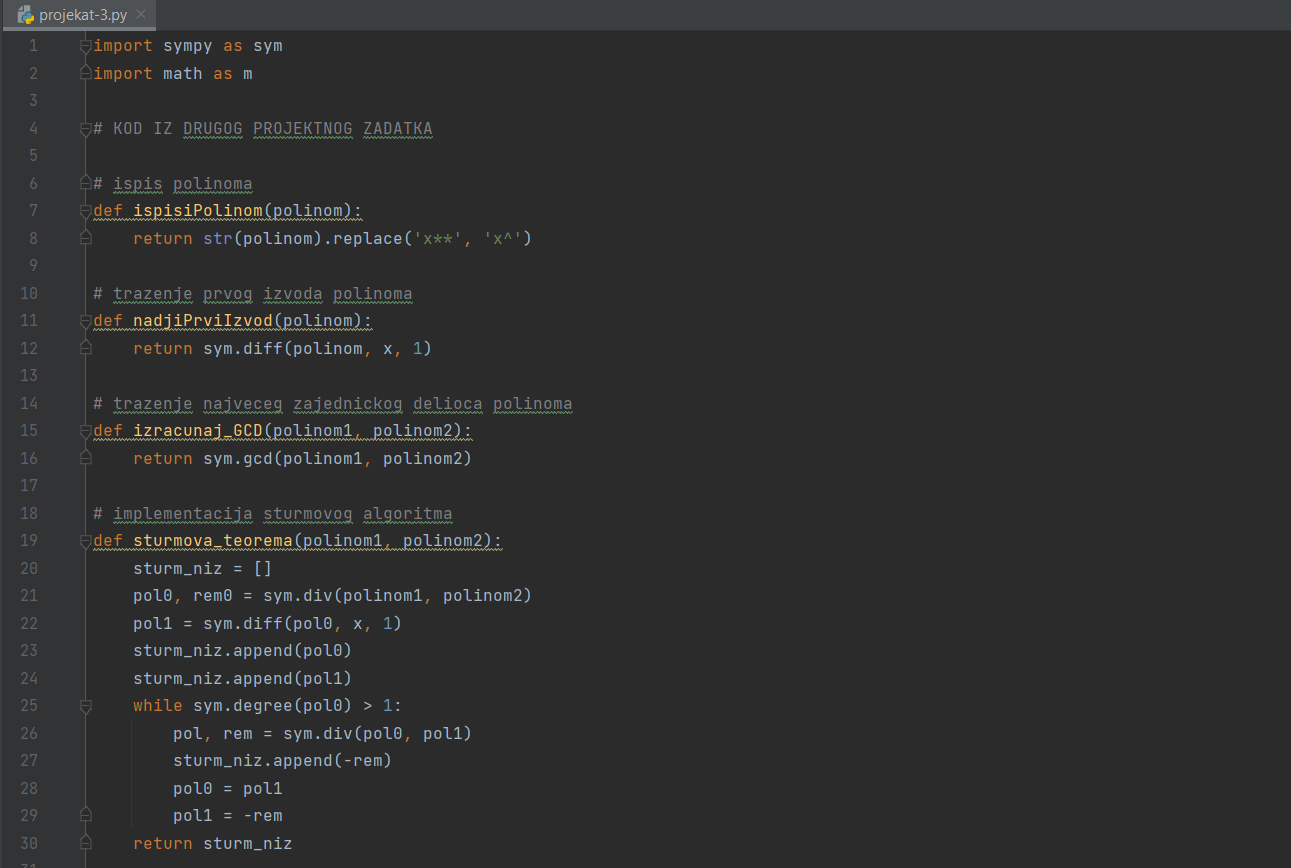 projekat-3.py
1 import sympy as sym
2 import math as m
3
4 # KOD IZ DRUGOG PROJEKTNOG ZADATKA
5
6 # ispis polinoma
7 def ispisiPolinom(polinom):
8     return str(polinom).replace('x**', 'x^')
9
10 # trazenje prvog izvoda polinoma
11 def nadjiPrviIzvod(polinom):
12     return sym.diff(polinom, x, 1)
13
14 # trazenje najveceg zajednickog delioca polinoma
15 def izracunaj_GCD(polinom1, polinom2):
16     return sym.gcd(polinom1, polinom2)
17
18 # implementacija sturmovog algoritma
19 def sturmova_teorema(polinom1, polinom2):
20     sturm_niz = []
21     pol0, rem0 = sym.div(polinom1, polinom2)
22     pol1 = sym.diff(pol0, x, 1)
23     sturm_niz.append(pol0)
24     sturm_niz.append(pol1)
25     while sym.degree(pol0) > 1:
26         pol, rem = sym.div(pol0, pol1)
27         sturm_niz.append(-rem)
28         pol0 = pol1
29         pol1 = -rem
30     return sturm_niz